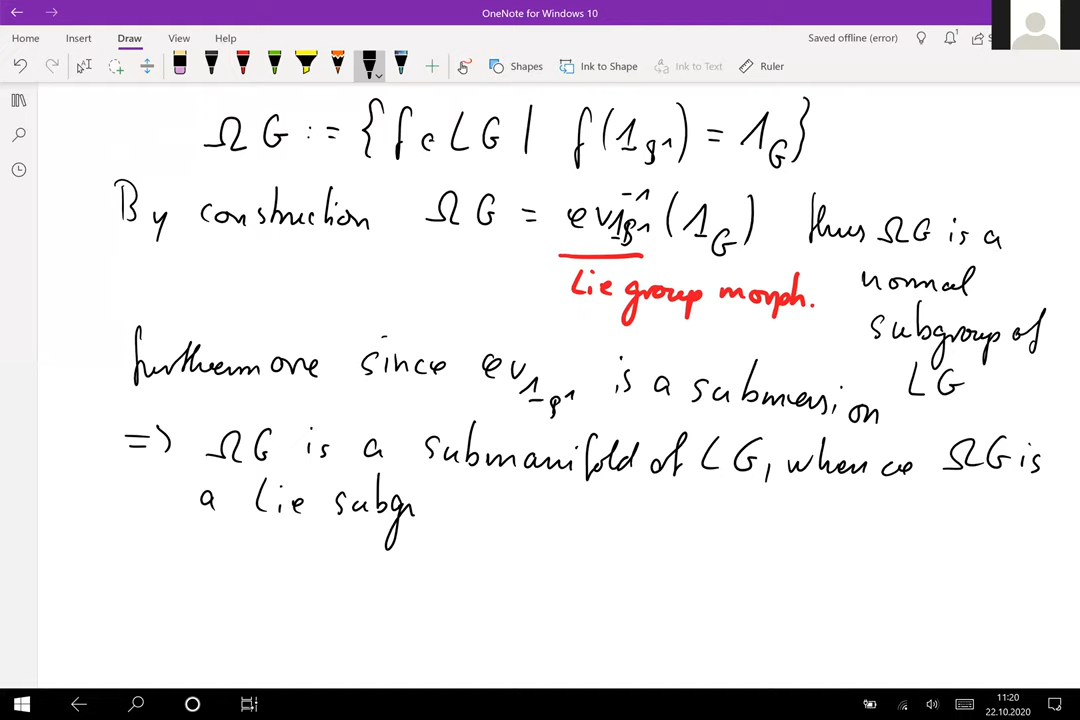 OneNote for Windows 10
Home Insert Draw View Help Saved offline (error)
Shapes Ink to Shape Ink to Text Ruler
ΩG := {f ∈ LG | f(1_{S^1}) = 1_G}
By construction ΩG = ev_{1_{S^1}}^{-1}(1_G) thus ΩG is a
Lie group morph. normal
subgroup of
LG
furthermore since ev_{1_{S^1}} is a submersion
=> ΩG is a submanifold of LG, whence ΩG is
a Lie subgr
11:20
22.10.2020